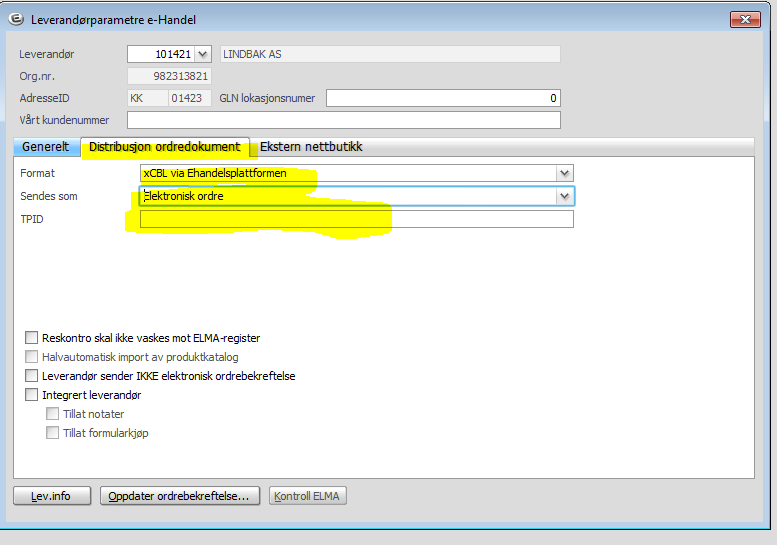 Leverandørparametre e-Handel
Leverandør 101421 LINDBAK AS
Org.nr. 982313821
AdresseID KK 01423 GLN lokasjonsnumer 0
Vårt kundenummer
Generelt Distribusjon ordredokument Ekstern nettbutikk
Format xCBL via Ehandelsplattformen
Sendes som Elektronisk ordre
TPID
Reskontro skal ikke vaskes mot ELMA-register
Halvautomatisk import av produktkatalog
Leverandør sender IKKE elektronisk ordrebekreftelse
Integrert leverandør
Tillat notater
Tillat formularkjøp
Lev.info Oppdater ordrebekreftelse... Kontroll ELMA